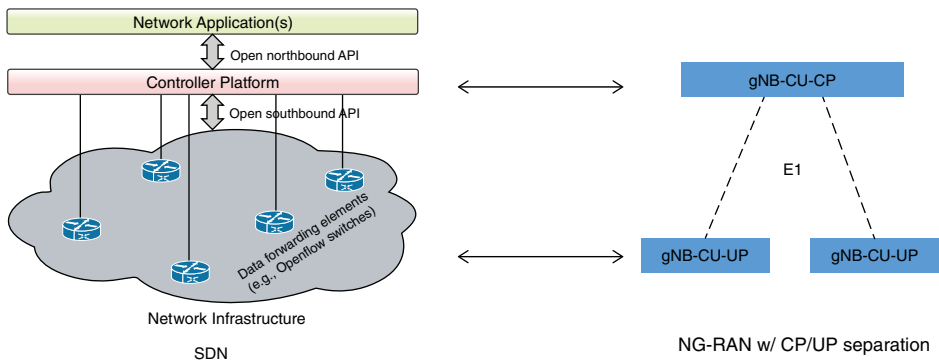 Network Application(s)
Open northbound API
Controller Platform
Open southbound API
Data forwarding elements
(e.g., Openflow switches)
Network Infrastructure
SDN
gNB-CU-CP
E1
gNB-CU-UP
gNB-CU-UP
NG-RAN w/ CP/UP separation